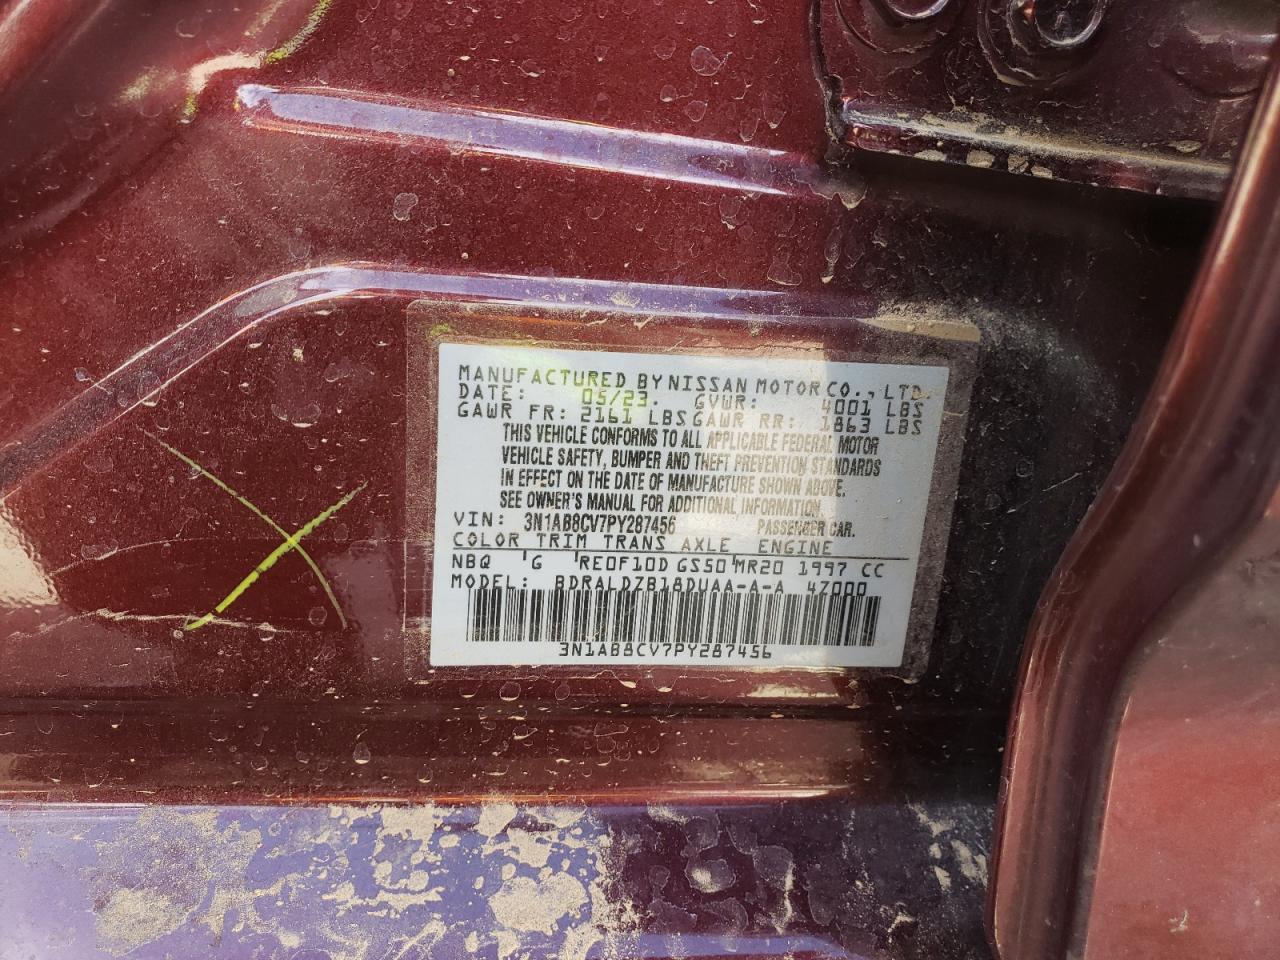 MANUFACTURED BY NISSAN MOTOR CO., LTD.
DATE: 05/23. GVWR: 4001 LBS
GAWR FR: 2161 LBS GAWR RR: 1863 LBS
THIS VEHICLE CONFORMS TO ALL APPLICABLE FEDERAL MOTOR
VEHICLE SAFETY, BUMPER AND THEFT PREVENTION STANDARDS
IN EFFECT ON THE DATE OF MANUFACTURE SHOWN ABOVE.
SEE OWNER'S MANUAL FOR ADDITIONAL INFORMATION.
VIN: 3N1AB8CV7PY287456 PASSENGER CAR.
COLOR TRIM TRANS AXLE ENGINE
NBQ G RE0F10D GS50 MR20 1997 CC
MODEL: BDRALDZB18DUAA-A-A 47000
3N1AB8CV7PY287456